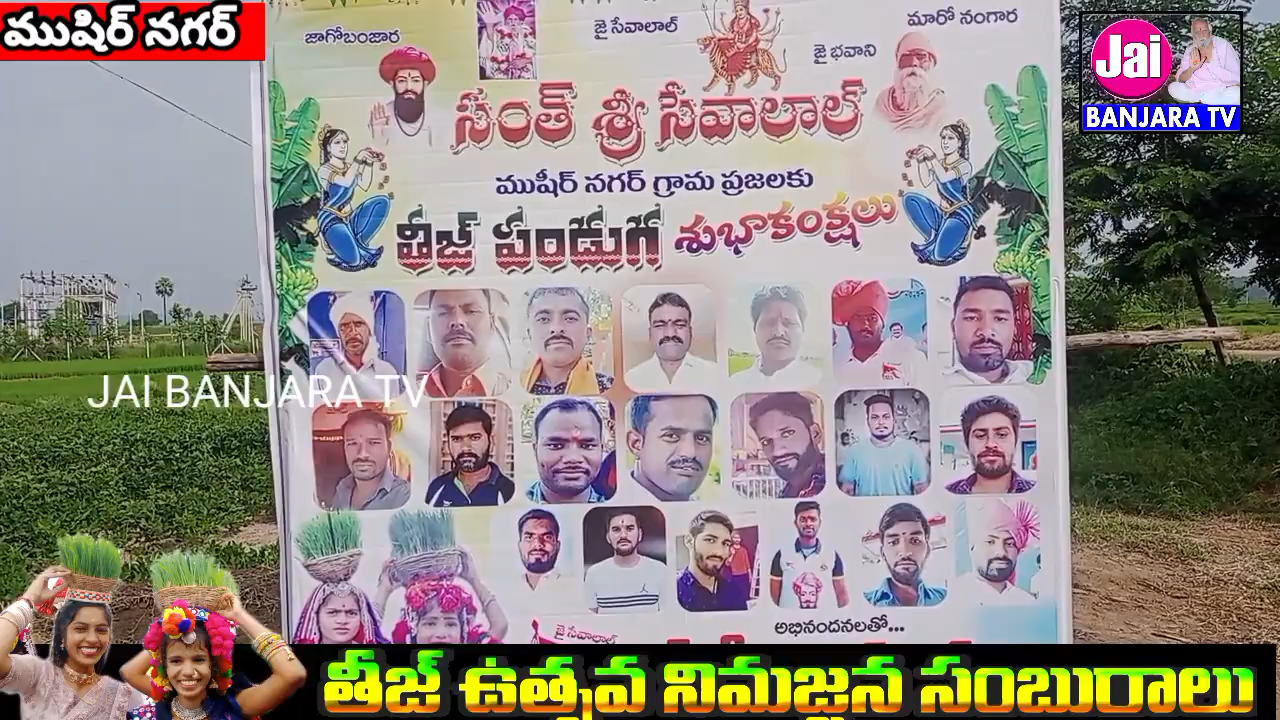 ముషిర్ నగర్
జాగోబంజార
జై సేవాలాల్
జై భవాని
మారో నంగార
Jai
BANJARA TV
సంత్ శ్రీ సేవాలాల్
ముషీర్ నగర్ గ్రామ ప్రజలకు
తీజ్ పండుగ శుభాకంక్షలు
JAI BANJARA TV
జై సేవాలాల్
అభినందనలతో...
తీజ్ ఉత్సవ నిమజ్జన సంబురాలు